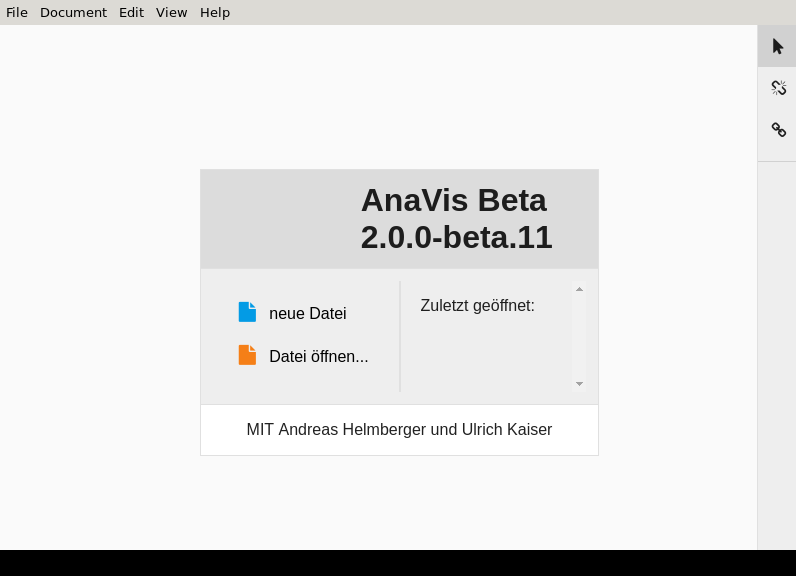 File Document Edit View Help
AnaVis Beta
2.0.0-beta.11
neue Datei
Datei öffnen...
Zuletzt geöffnet:
MIT Andreas Helmberger und Ulrich Kaiser